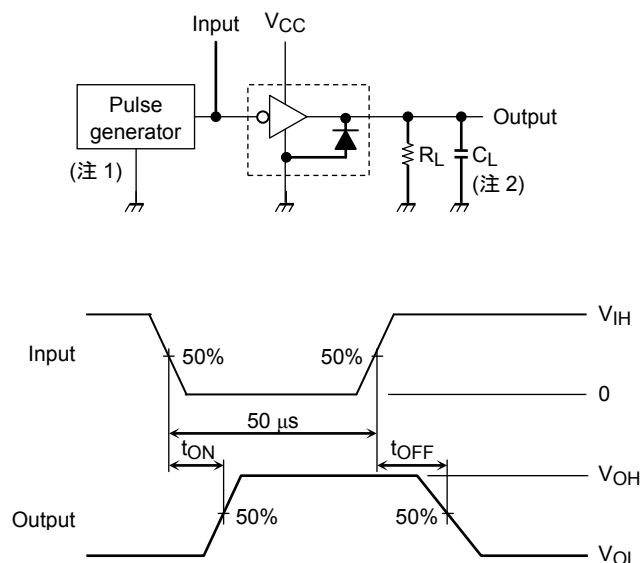 Input
VCC
Pulse
generator
(注 1)
Output
RL
CL
(注 2)
VIH
Input
50%
50%
0
50 μs
tON
tOFF
VOH
Output
50%
50%
VOL